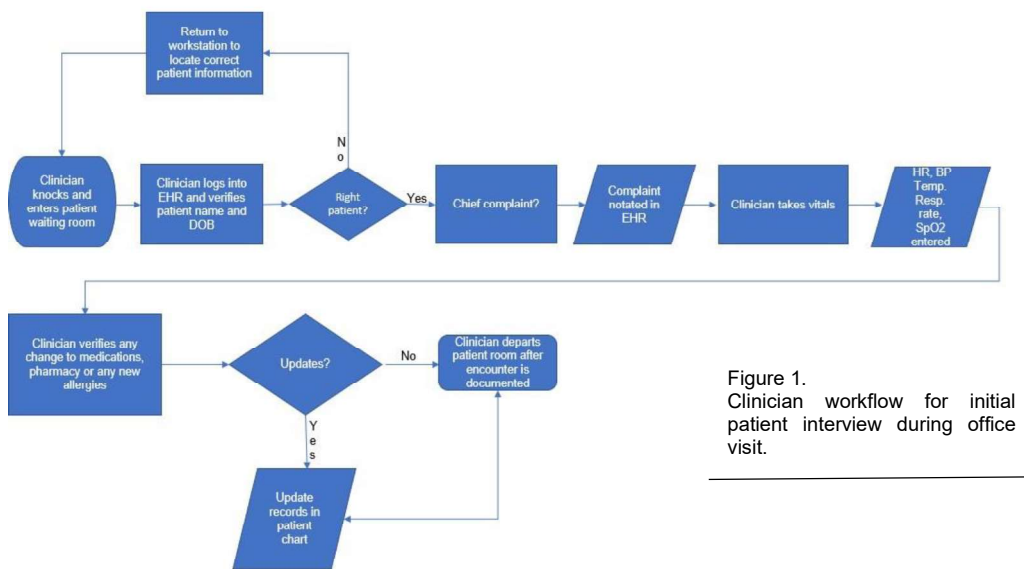 Return to
workstation to
locate correct
patient information
N
o
Clinician
knocks and
enters patient
waiting room
Clinician logs into
EHR and verifies
patient name and
DOB
Right
patient?
Yes
Chief complaint?
Complaint
notated in
EHR
Clinician takes vitals
HR, BP
Temp.
Resp.
rate,
SpO2
entered
Clinician verifies any
change to medications,
pharmacy or any new
allergies
Updates?
No
Clinician departs
patient room after
encounter is
documented
Y
e
s
Update
records in
patient
chart
Figure 1.
Clinician workflow for initial
patient interview during office
visit.